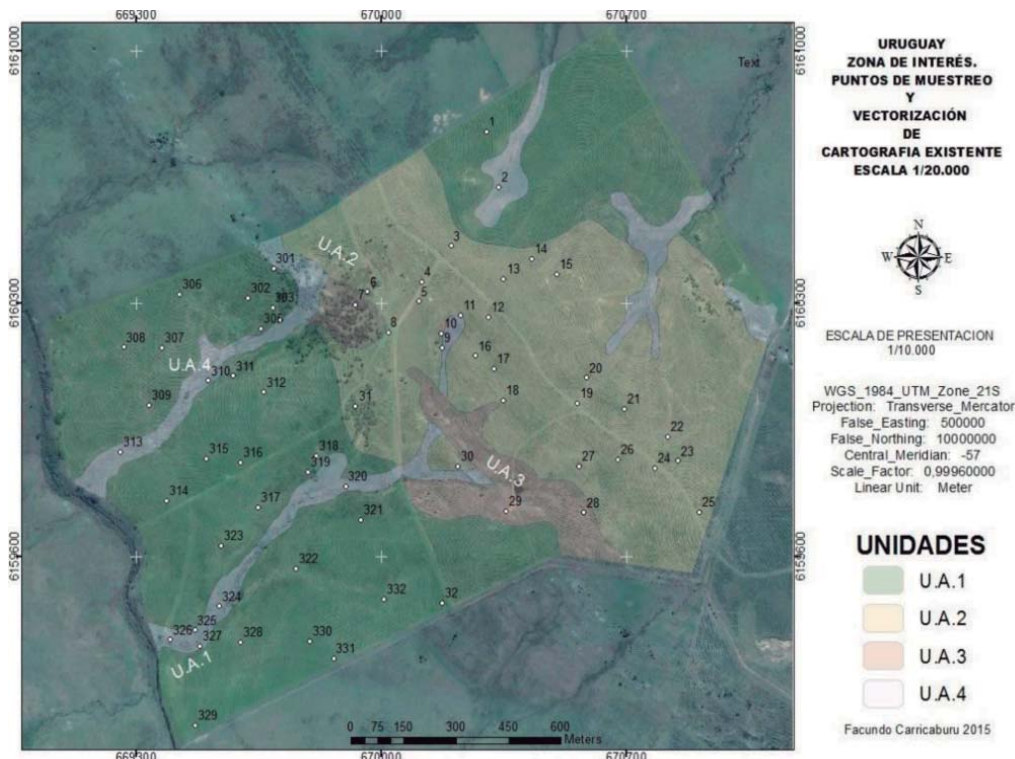 669300
670000
670700
6161000
6161000
Text
1
2
3
14
U.A.2
301
4
13
15
306
302
6
6160300
6160300
303
7
5
305
11
12
8
308
307
10
9
16
U.A.4
310
311
17
312
20
309
31
18
19
21
22
313
315
316
318
319
30
U.A.3
27
26
24
23
314
320
317
29
28
25
321
323
6159600
6159600
322
332
32
324
325
326
327
328
330
U.A.1
331
329
0 75 150 300 450 600
Meters
669300
670000
670700
URUGUAY
ZONA DE INTERÉS.
PUNTOS DE MUESTREO
Y
VECTORIZACIÓN
DE
CARTOGRAFIA EXISTENTE
ESCALA 1/20.000
N
W
E
S
ESCALA DE PRESENTACION
1/10.000
WGS_1984_UTM_Zone_21S
Projection: Transverse_Mercator
False_Easting: 500000
False_Northing: 10000000
Central_Meridian: -57
Scale_Factor: 0,99960000
Linear Unit: Meter
UNIDADES
U.A.1
U.A.2
U.A.3
U.A.4
Facundo Carricaburu 2015